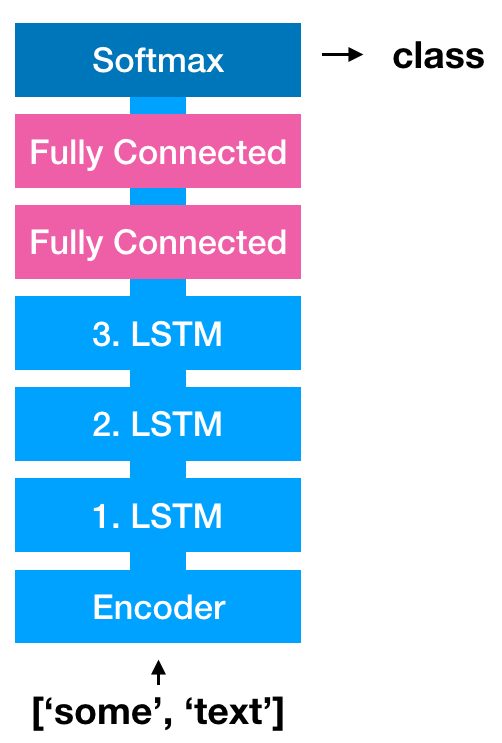 Softmax
class
Fully Connected
Fully Connected
3. LSTM
2. LSTM
1. LSTM
Encoder
[‘some’, ‘text’]